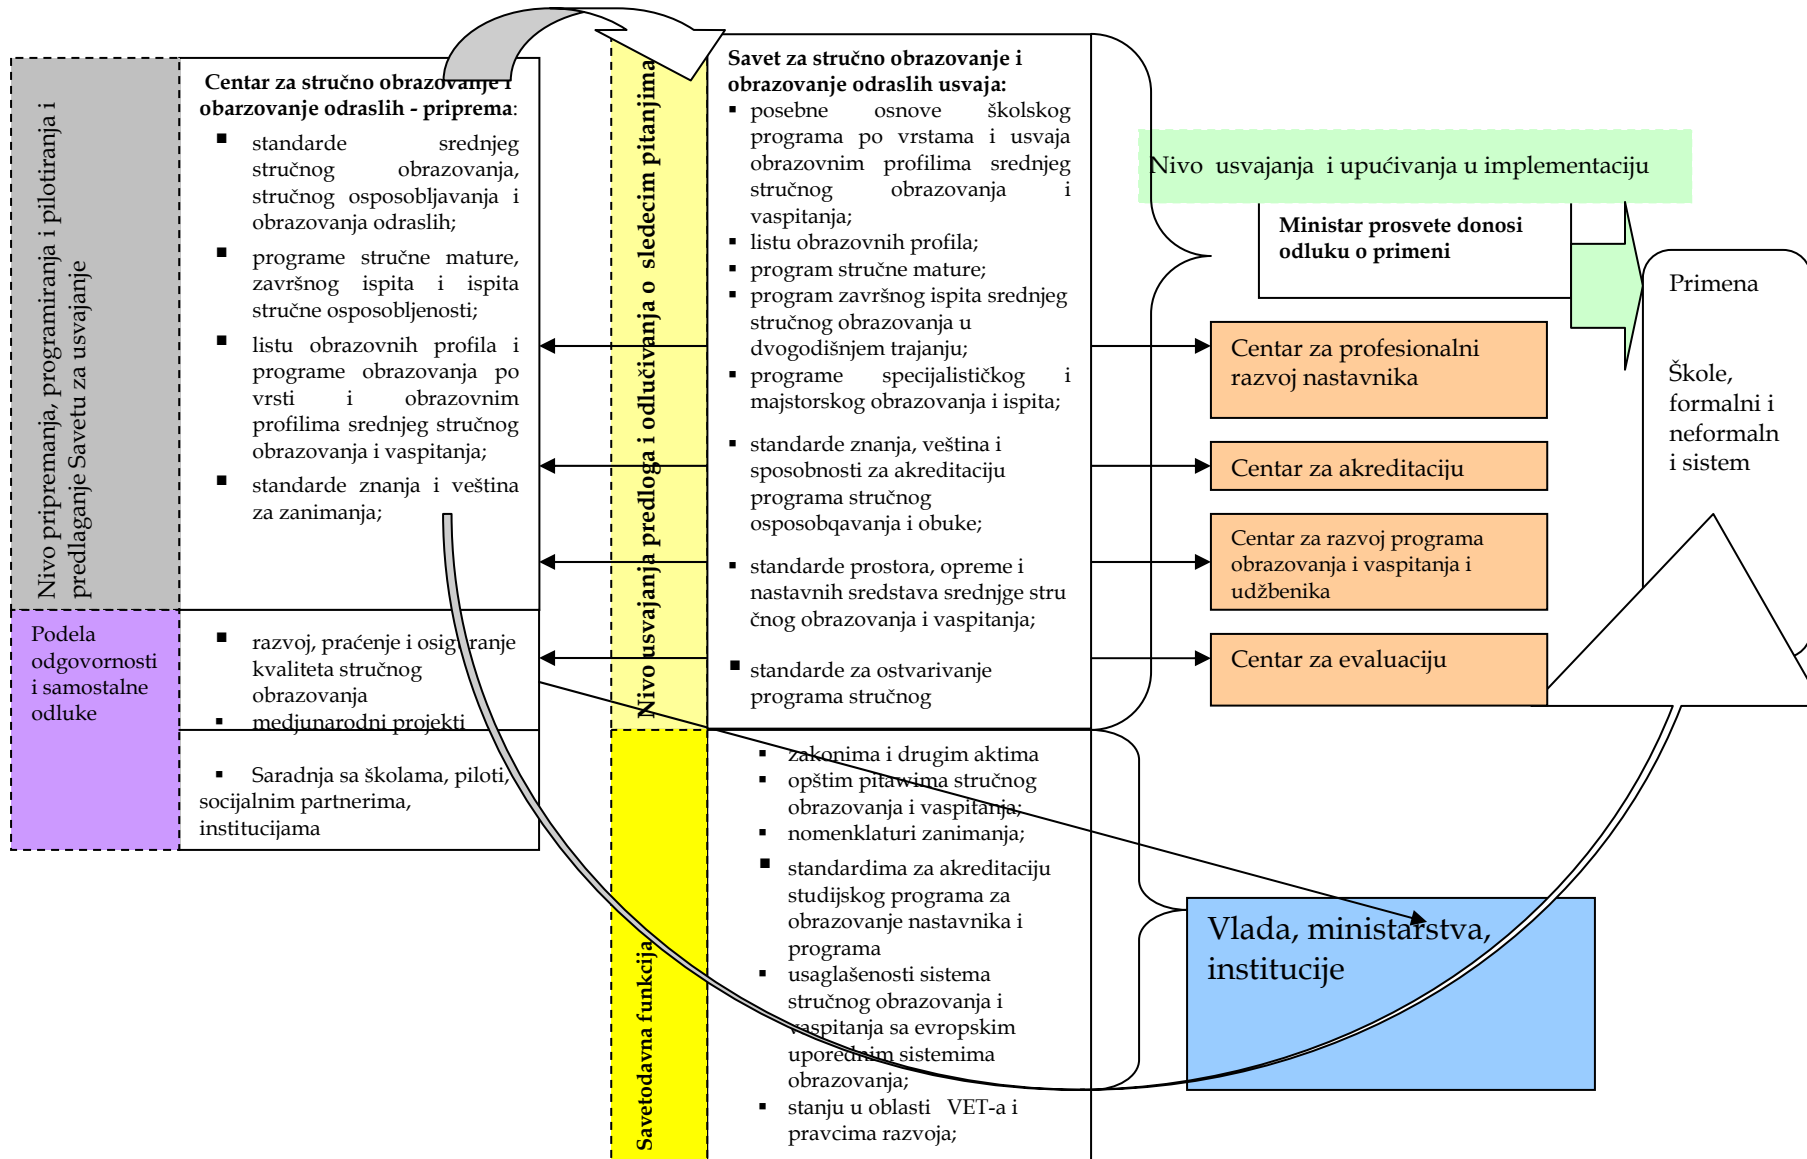 Nivo pripremanja, programiranja i pilotiranja i
predlaganje Savetu za usvajanje
Centar za stručno obrazovanje i
obarzovanje odraslih - priprema:
▪ standarde srednjeg
stručnog obrazovanja,
stručnog osposobljavanja i
obrazovanja odraslih;
▪ programe stručne mature,
završnog ispita i ispita
stručne osposobljenosti;
▪ listu obrazovnih profila i
programe obrazovanja po
vrsti i obrazovnim
profilima srednjeg stručnog
obrazovanja i vaspitanja;
▪ standarde znanja i veština
za zanimanja;
Podela
odgovornosti
i samostalne
odluke
▪ razvoj, praćenje i osiguranje
kvaliteta stručnog
obrazovanja
▪ medjunarodni projekti
▪ Saradnja sa školama, piloti,
socijalnim partnerima,
institucijama
Nivo usvajanja predloga i odlučivanja o sledecim pitanjima
Savet za stručno obrazovanje i
obrazovanje odraslih usvaja:
▪ posebne osnove školskog
programa po vrstama i usvaja
obrazovnim profilima srednjeg
stručnog obrazovanja i
vaspitanja;
▪ listu obrazovnih profila;
▪ program stručne mature;
▪ program završnog ispita srednjeg
stručnog obrazovanja u
dvogodišnjem trajanju;
▪ programe specijalističkog i
majstorskog obrazovanja i ispita;
▪ standarde znanja, veština i
sposobnosti za akreditaciju
programa stručnog
osposobqavanja i obuke;
▪ standarde prostora, opreme i
nastavnih sredstava srednjge stru
čnog obrazovanja i vaspitanja;
▪ standarde za ostvarivanje
programa stručnog
Savetodavna funkcija
▪ zakonima i drugim aktima
▪ opštim pitawima stručnog
obrazovanja i vaspitanja;
▪ nomenklaturi zanimanja;
▪ standardima za akreditaciju
studijskog programa za
obrazovanje nastavnika i
programa
▪ usaglašenosti sistema
stručnog obrazovanja i
vaspitanja sa evropskim
uporednim sistemima
obrazovanja;
▪ stanju u oblasti VET-a i
pravcima razvoja;
Nivo usvajanja i upućivanja u implementaciju
Ministar prosvete donosi
odluku o primeni
Centar za profesionalni
razvoj nastavnika
Centar za akreditaciju
Centar za razvoj programa
obrazovanja i vaspitanja i
udžbenika
Centar za evaluaciju
Primena
Škole,
formalni i
neformaln
i sistem
Vlada, ministarstva,
institucije